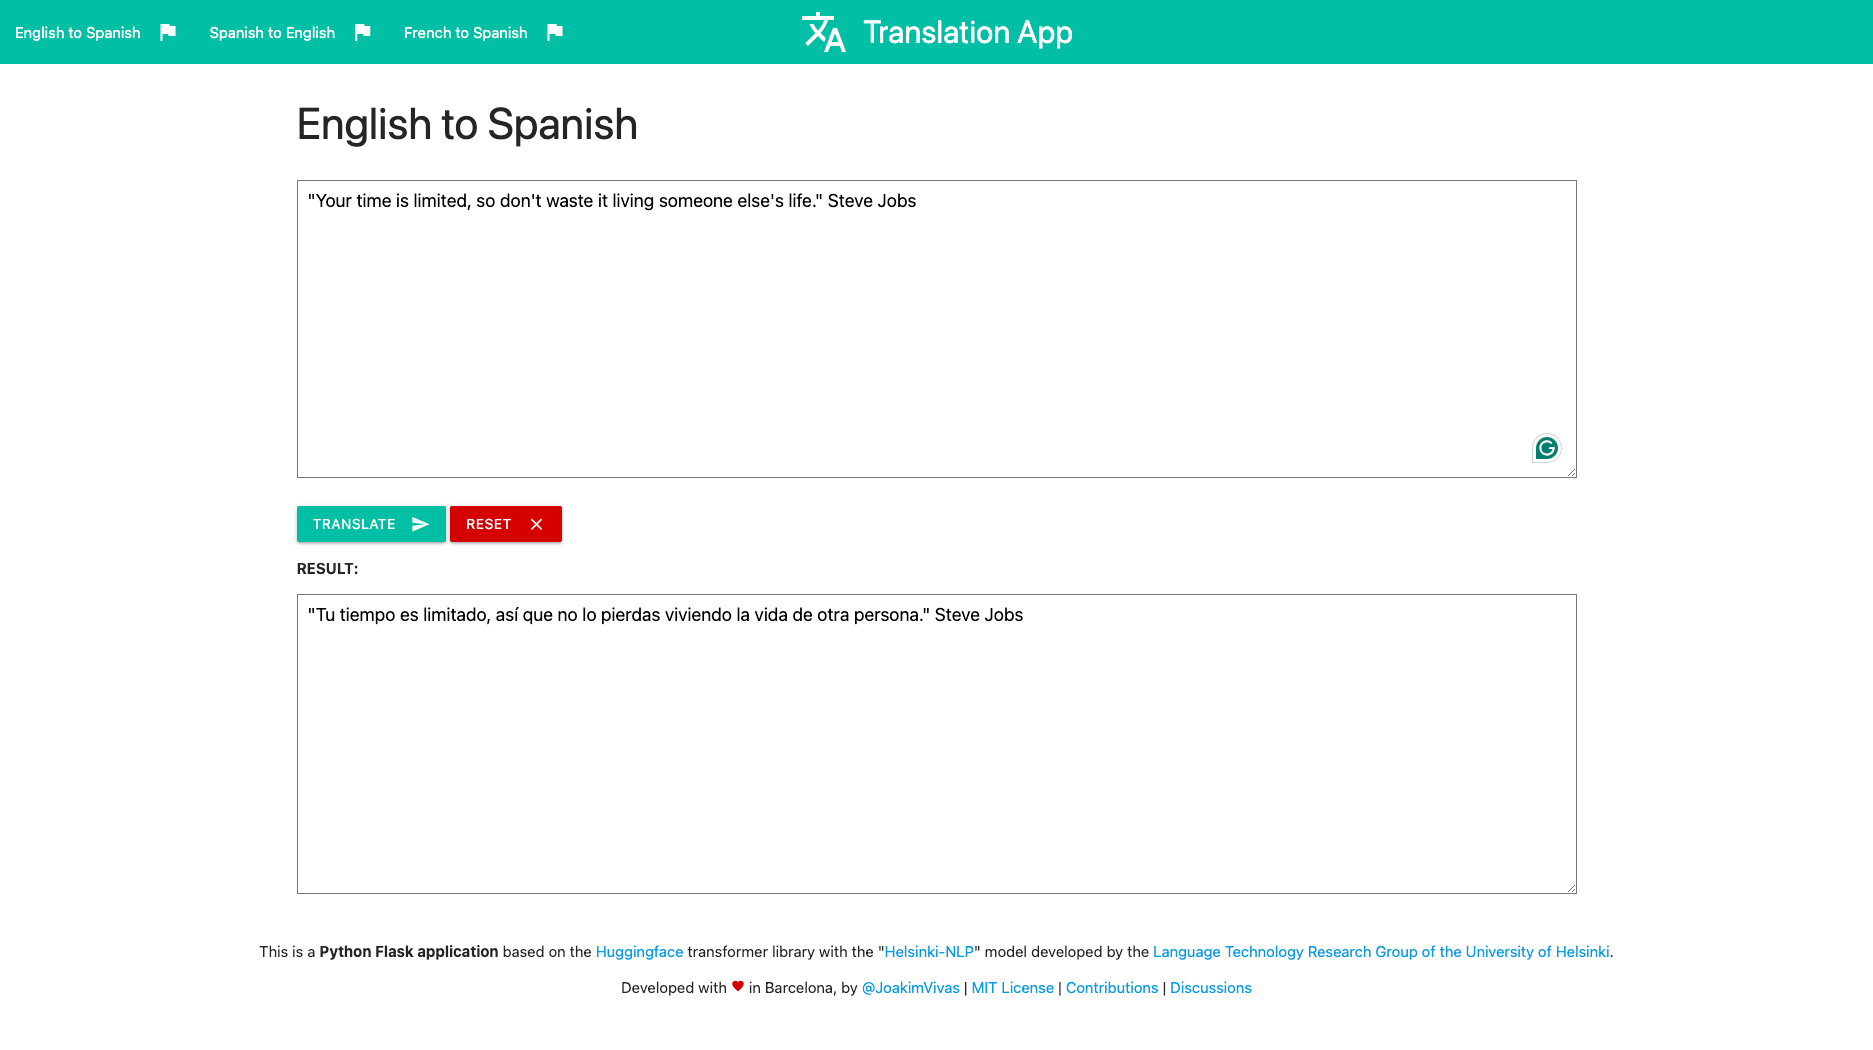 English to Spanish Spanish to English French to Spanish Translation App
English to Spanish
"Your time is limited, so don't waste it living someone else's life." Steve Jobs
TRANSLATE RESET
RESULT:
"Tu tiempo es limitado, así que no lo pierdas viviendo la vida de otra persona." Steve Jobs
This is a Python Flask application based on the Huggingface transformer library with the "Helsinki-NLP" model developed by the Language Technology Research Group of the University of Helsinki.
Developed with ♥ in Barcelona, by @JoakimVivas | MIT License | Contributions | Discussions